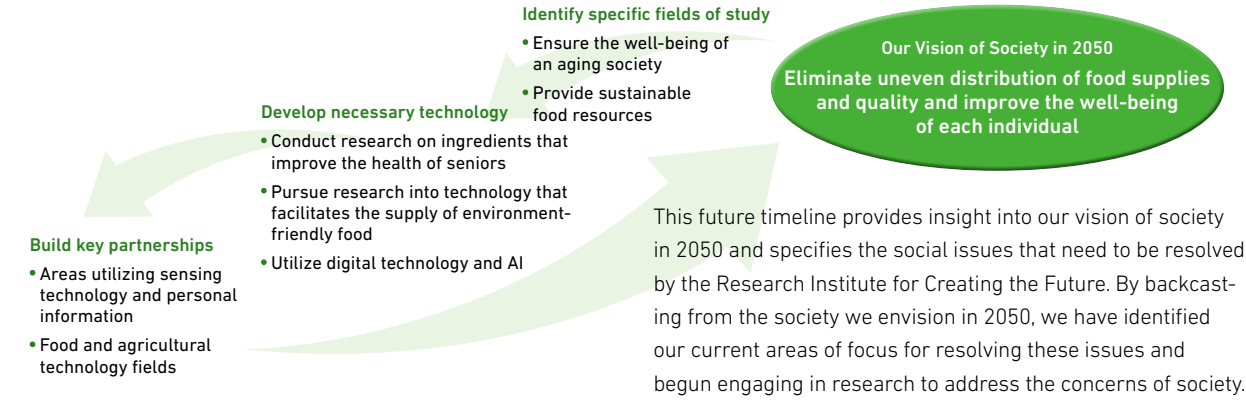 Identify specific fields of study
• Ensure the well-being of
an aging society
• Provide sustainable
food resources
Our Vision of Society in 2050
Eliminate uneven distribution of food supplies
and quality and improve the well-being
of each individual
Develop necessary technology
• Conduct research on ingredients that
improve the health of seniors
• Pursue research into technology that
facilitates the supply of environment-
friendly food
• Utilize digital technology and AI
Build key partnerships
• Areas utilizing sensing
technology and personal
information
• Food and agricultural
technology fields
This future timeline provides insight into our vision of society
in 2050 and specifies the social issues that need to be resolved
by the Research Institute for Creating the Future. By backcast-
ing from the society we envision in 2050, we have identified
our current areas of focus for resolving these issues and
begun engaging in research to address the concerns of society.